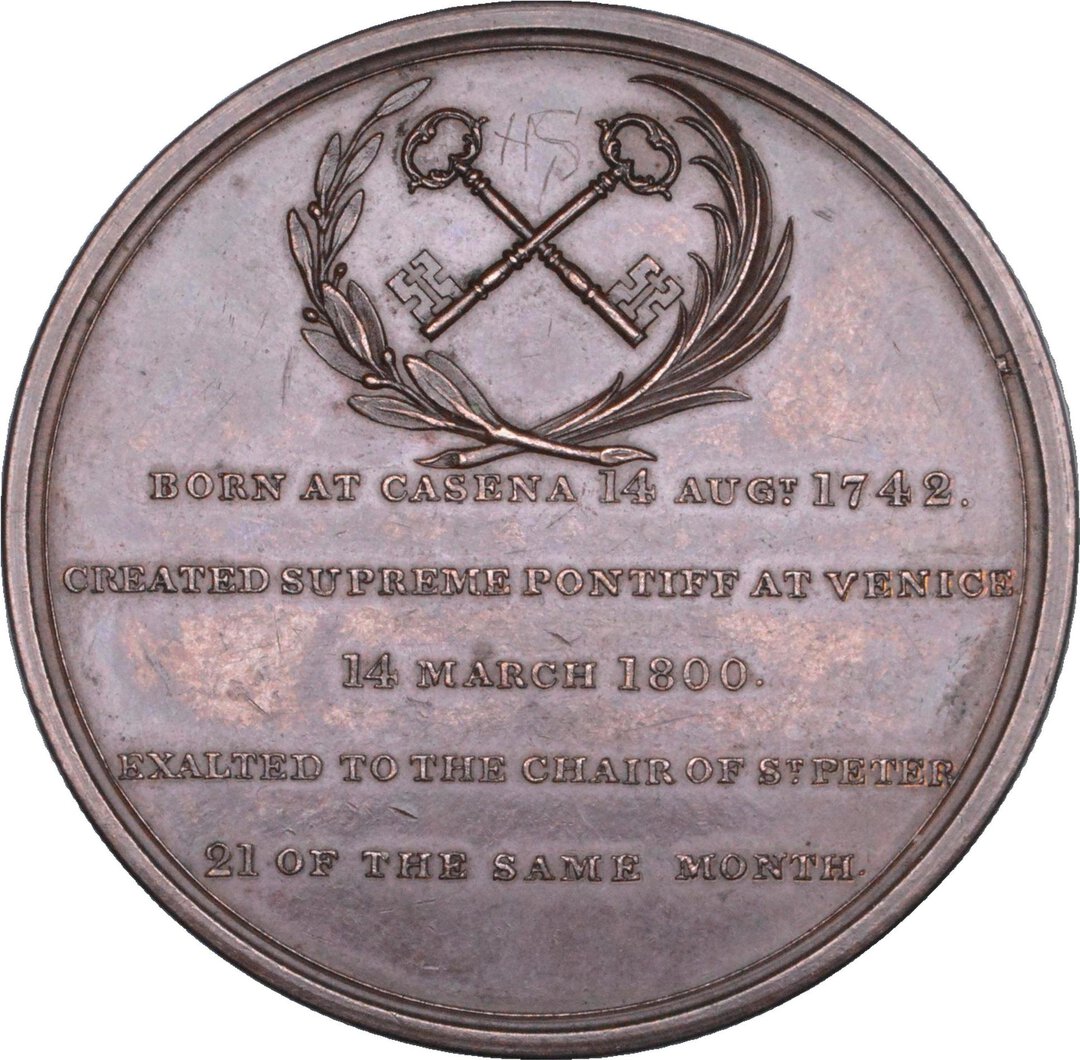 HS
BORN AT CASENA 14 AUGT. 1742.
CREATED SUPREME PONTIFF AT VENICE
14 MARCH 1800.
EXALTED TO THE CHAIR OF ST. PETER
21 OF THE SAME MONTH.